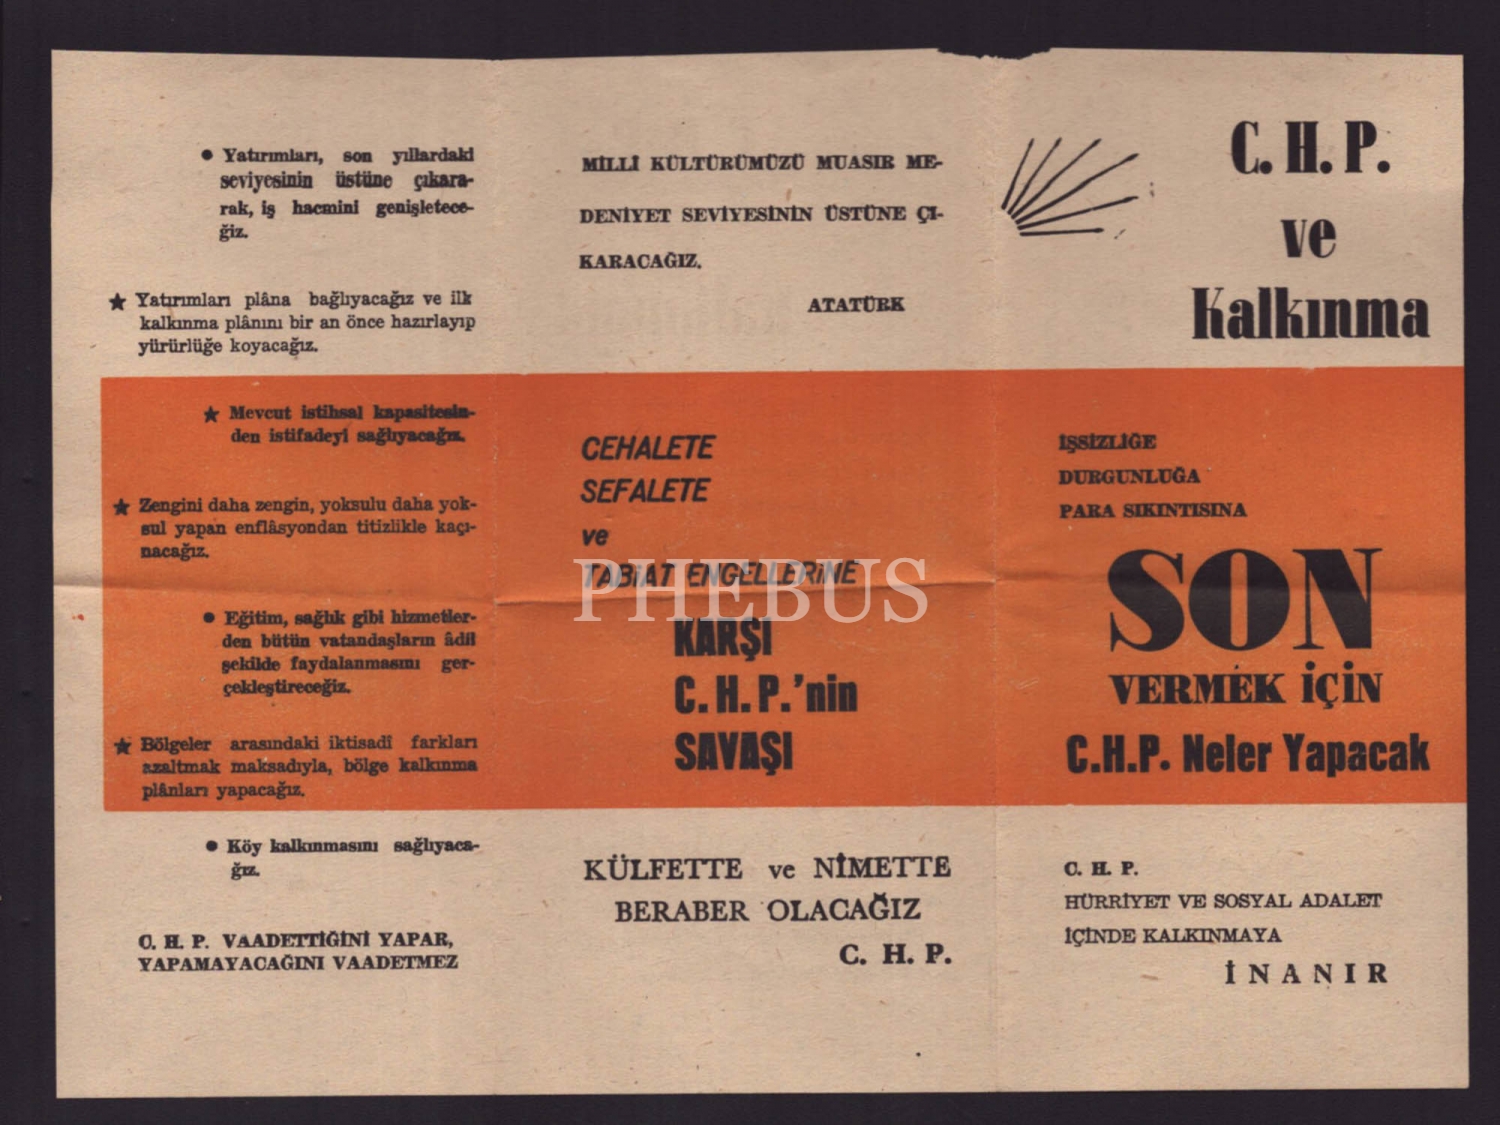 ● Yatırımları, son yıllardaki
seviyesinin üstüne çıkara-
rak, iş hacmini genişletece-
ğiz.
★ Yatırımları plâna bağlıyacağız ve ilk
kalkınma plânını bir an önce hazırlayıp
yürürlüğe koyacağız.
★ Mevcut istihsal kapasitesin-
den istifadeyi sağlıyacağız.
★ Zengini daha zengin, yoksulu daha yok-
sul yapan enflâsyondan titizlikle kaçı-
nacağız.
● Eğitim, sağlık gibi hizmetler-
den bütün vatandaşların âdil
şekilde faydalanmasını ger-
çekleştireceğiz.
★ Bölgeler arasındaki iktisadî farkları
azaltmak maksadıyla, bölge kalkınma
plânları yapacağız.
● Köy kalkınmasını sağlıyaca-
ğız.
C. H. P. VAADETTİĞİNİ YAPAR,
YAPAMAYACAĞINI VAADETMEZ
MİLLİ KÜLTÜRÜMÜZÜ MUASIR ME-
DENİYET SEVİYESİNİN ÜSTÜNE ÇI-
KARACAĞIZ.
ATATÜRK
CEHALETE
SEFALETE
ve
TABİAT ENGELLERİNE
PHEBUS
KARŞI
C.H.P.'nin
SAVAŞI
KÜLFETTE ve NİMETTE
BERABER OLACAĞIZ
C. H. P.
C. H. P.
ve
Kalkınma
İŞSİZLİĞE
DURGUNLUĞA
PARA SIKINTISINA
SON
VERMEK İÇİN
C.H.P. Neler Yapacak
C. H. P.
HÜRRİYET VE SOSYAL ADALET
İÇİNDE KALKINMAYA
İNANIR